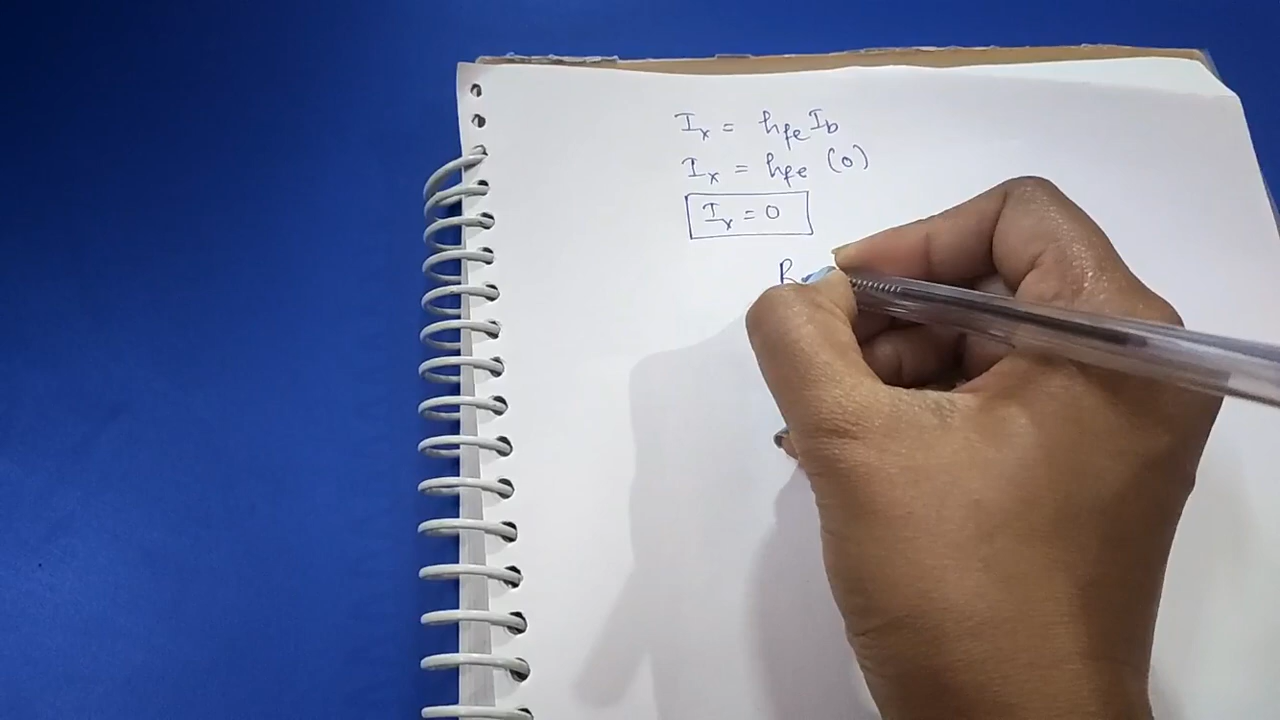 Ix = hfe Ib
Ix = hfe (0)
Ix = 0
R